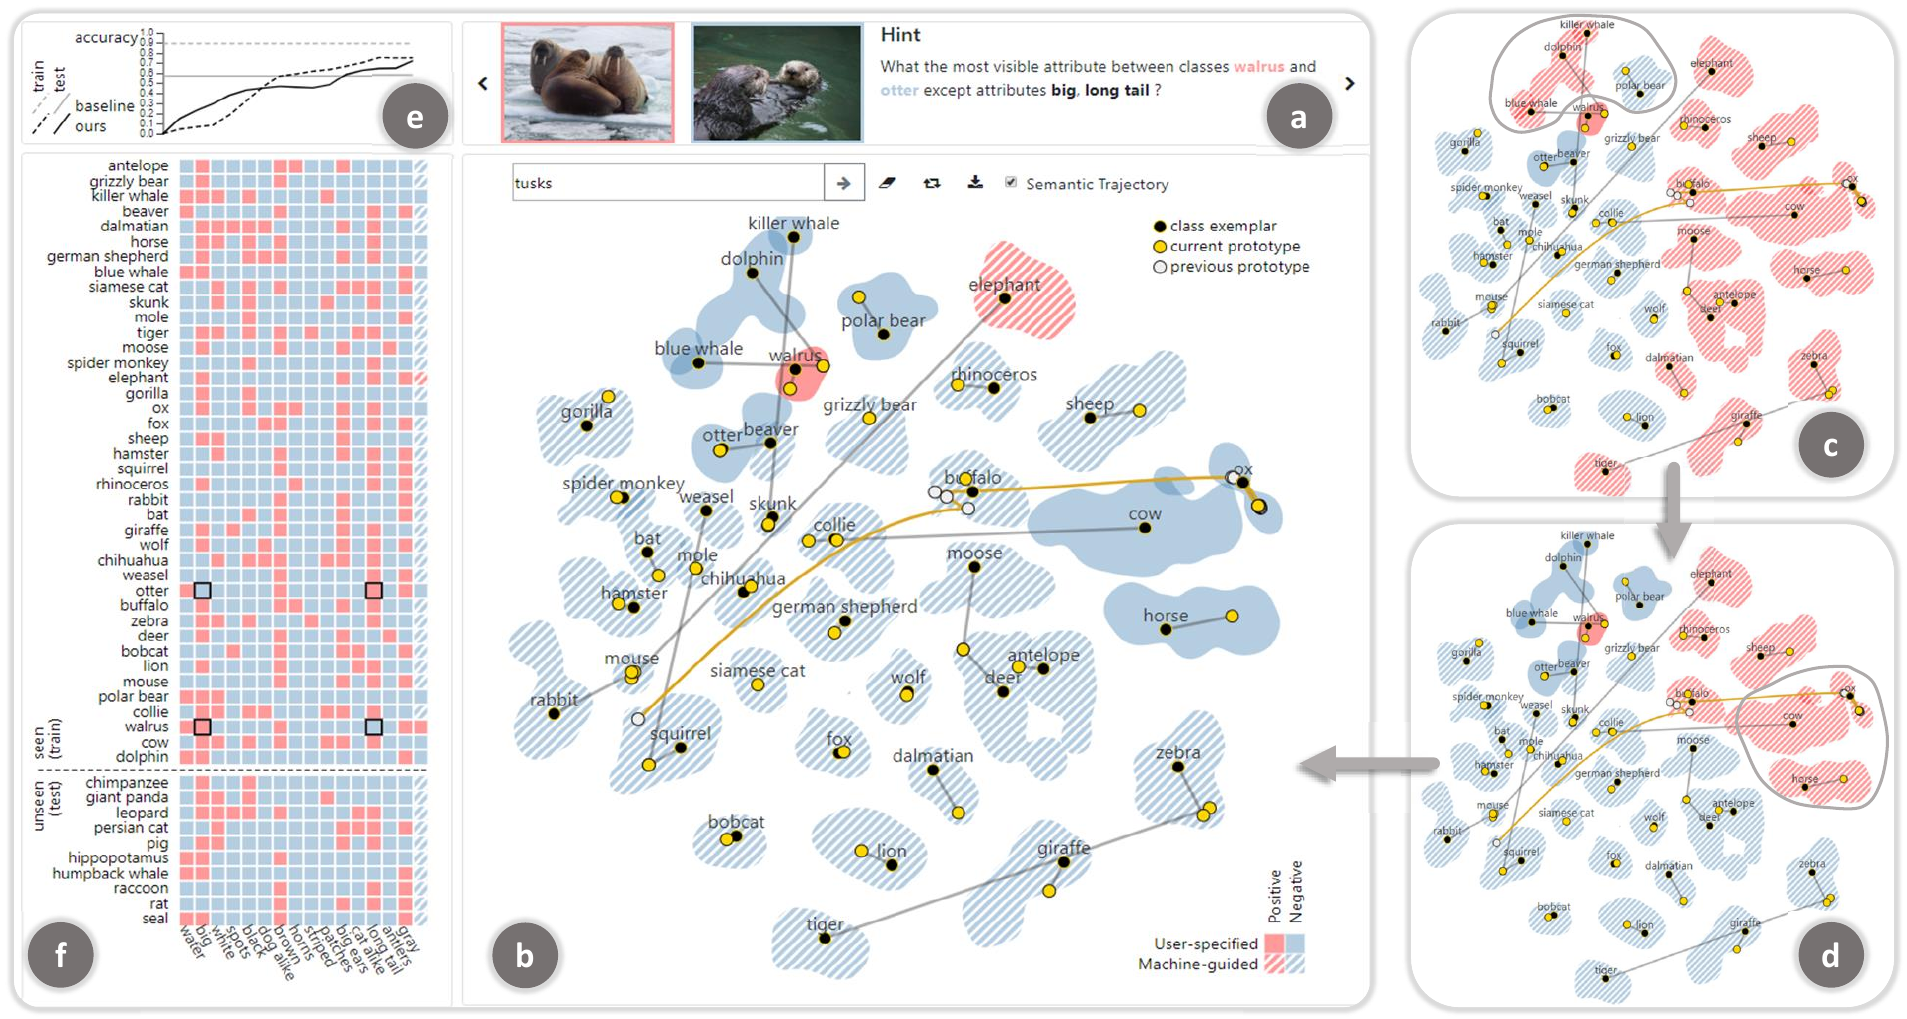 accuracy
1.0
0.9
0.8
0.7
0.6
0.5
0.4
0.3
0.2
0.1
0.0
train
test
baseline
ours
e
Hint
What the most visible attribute between classes walrus and
otter except attributes big, long tail ?
a
tusks
Semantic Trajectory
class exemplar
current prototype
previous prototype
killer whale
dolphin
elephant
polar bear
blue whale
walrus
rhinoceros
gorilla
grizzly bear
sheep
otter
beaver
spider monkey
weasel
skunk
buffalo
ox
collie
cow
bat
mole
moose
hamster
chihuahua
german shepherd
horse
mouse
siamese cat
wolf
antelope
deer
rabbit
squirrel
fox
dalmatian
zebra
bobcat
lion
giraffe
tiger
Positive
Negative
User-specified
Machine-guided
b
antelope
grizzly bear
killer whale
beaver
dalmatian
horse
german shepherd
blue whale
siamese cat
skunk
mole
tiger
moose
spider monkey
elephant
gorilla
ox
fox
sheep
hamster
squirrel
rhinoceros
rabbit
bat
giraffe
wolf
chihuahua
weasel
otter
buffalo
zebra
deer
bobcat
lion
mouse
polar bear
collie
walrus
cow
dolphin
seen
(train)
unseen
(test)
chimpanzee
giant panda
leopard
persian cat
pig
hippopotamus
humpback whale
raccoon
rat
seal
water
big
white
spots
black
dog alike
brown
horns
striped
patches
big ears
cat alike
long tail
antlers
gray
f
killer whale
dolphin
elephant
polar bear
blue whale
walrus
rhinoceros
gorilla
grizzly bear
sheep
otter
beaver
spider monkey
weasel
skunk
buffalo
ox
collie
cow
bat
mole
moose
hamster
chihuahua
german shepherd
horse
mouse
siamese cat
wolf
antelope
deer
rabbit
squirrel
fox
dalmatian
zebra
bobcat
lion
giraffe
tiger
c
killer whale
dolphin
elephant
polar bear
blue whale
walrus
rhinoceros
gorilla
grizzly bear
sheep
otter
beaver
spider monkey
weasel
skunk
buffalo
ox
collie
cow
bat
mole
moose
hamster
chihuahua
german shepherd
horse
mouse
siamese cat
wolf
antelope
deer
rabbit
squirrel
fox
dalmatian
zebra
bobcat
lion
giraffe
tiger
d